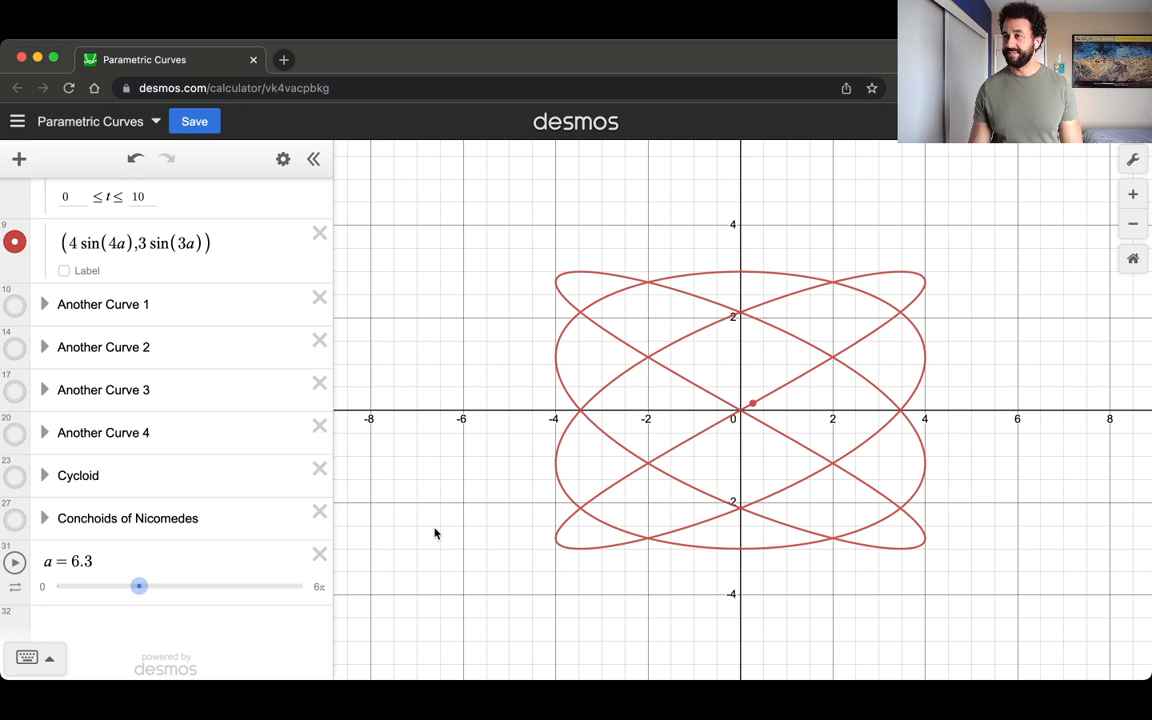 Parametric Curves
desmos.com/calculator/vk4vacpbkg
Parametric Curves Save desmos
0 ≤ t ≤ 10
9
(4 sin(4a),3 sin(3a))
Label
10
Another Curve 1
14
Another Curve 2
17
Another Curve 3
20
Another Curve 4
23
Cycloid
27
Conchoids of Nicomedes
31
a = 6.3
0 6π
32
powered by
desmos
4
2
-8 -6 -4 -2 0 2 4 6 8
-2
-4